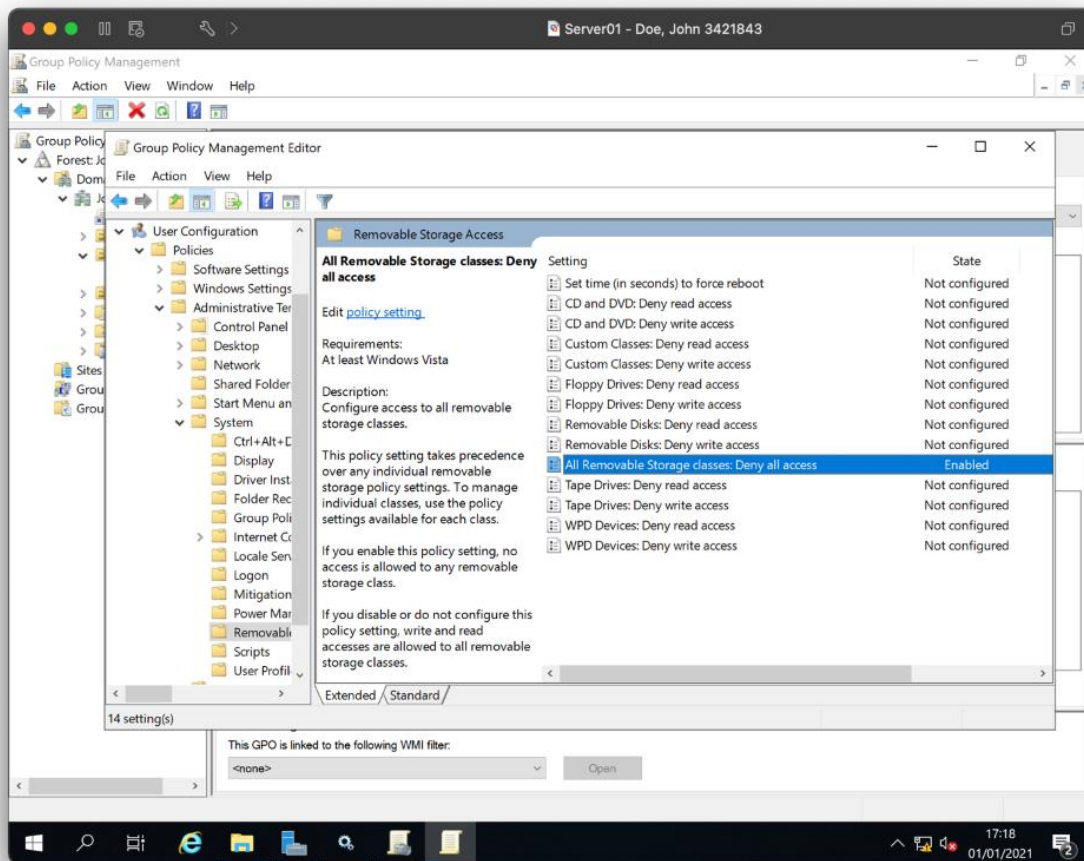 Server01 - Doe, John 3421843
Group Policy Management
File Action View Window Help
Group Policy
Forest: Jo
Dom
Sites
Grou
Grou
Group Policy Management Editor
File Action View Help
User Configuration
Policies
Software Settings
Windows Settings
Administrative Ter
Control Panel
Desktop
Network
Shared Folder
Start Menu an
System
Ctrl+Alt+D
Display
Driver Inst
Folder Rec
Group Poli
Internet Co
Locale Serv
Logon
Mitigation
Power Mar
Removabl
Scripts
User Profil
Removable Storage Access
All Removable Storage classes: Deny
all access
Edit policy setting
Requirements:
At least Windows Vista
Description:
Configure access to all removable
storage classes.
This policy setting takes precedence
over any individual removable
storage policy settings. To manage
individual classes, use the policy
settings available for each class.
If you enable this policy setting, no
access is allowed to any removable
storage class.
If you disable or do not configure this
policy setting, write and read
accesses are allowed to all removable
storage classes.
Setting State
Set time (in seconds) to force reboot Not configured
CD and DVD: Deny read access Not configured
CD and DVD: Deny write access Not configured
Custom Classes: Deny read access Not configured
Custom Classes: Deny write access Not configured
Floppy Drives: Deny read access Not configured
Floppy Drives: Deny write access Not configured
Removable Disks: Deny read access Not configured
Removable Disks: Deny write access Not configured
All Removable Storage classes: Deny all access Enabled
Tape Drives: Deny read access Not configured
Tape Drives: Deny write access Not configured
WPD Devices: Deny read access Not configured
WPD Devices: Deny write access Not configured
Extended Standard
14 setting(s)
This GPO is linked to the following WMI filter:
<none> Open
17:18
01/01/2021
2